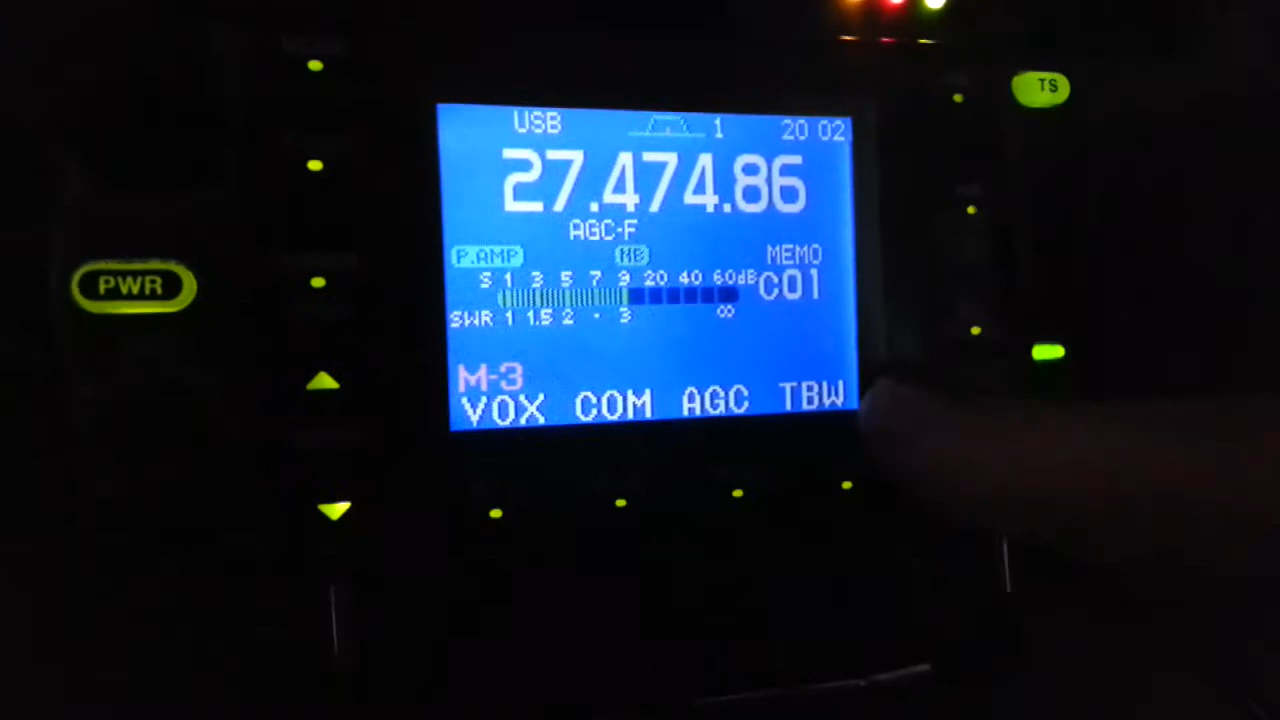 TS
USB 1 20 02
27.474.86
AGC-F
P.AMP MB MEMO
S 1 3 5 7 9 20 40 60dB c01
SWR 1 1.5 2 · 3 ∞
PWR
M-3
VOX COM AGC TBW